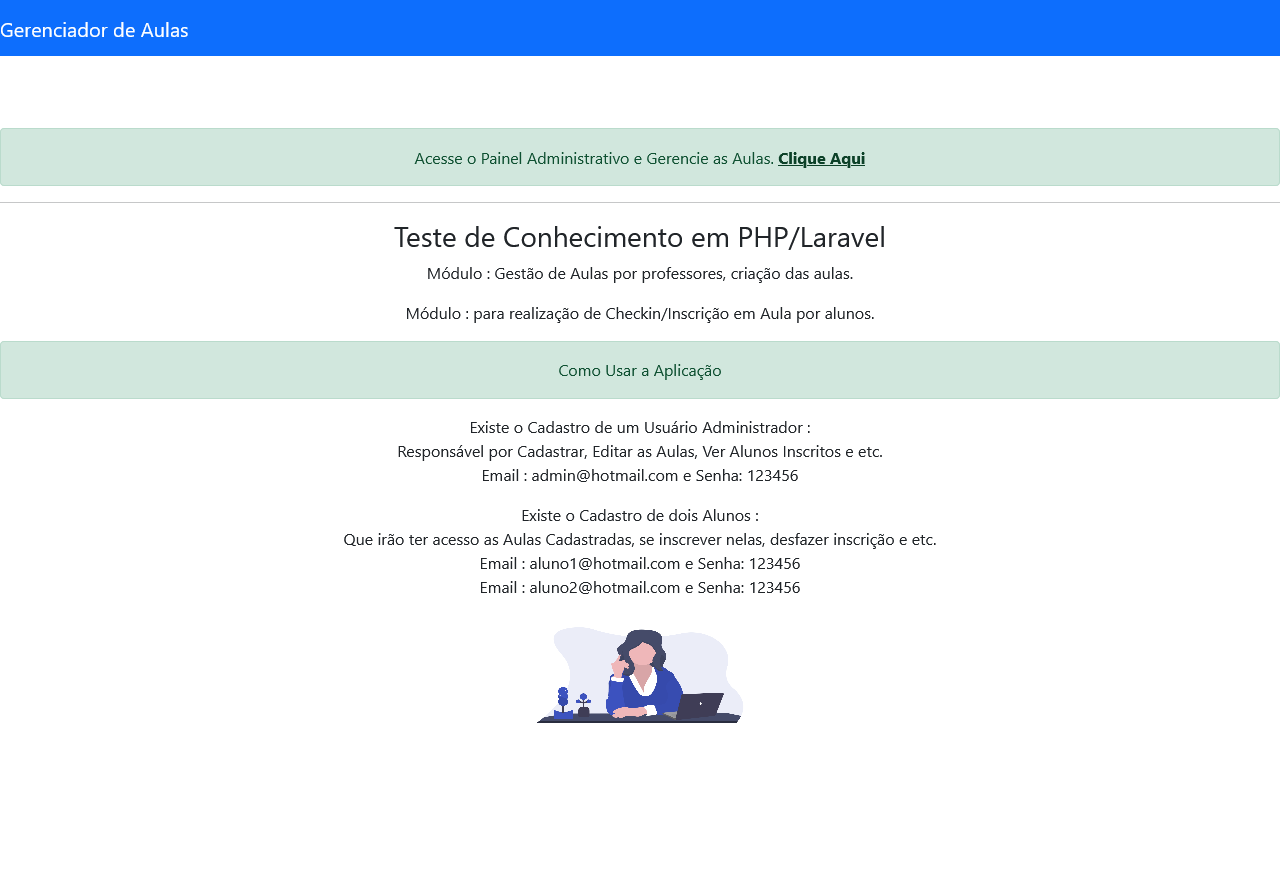 Gerenciador de Aulas
Acesse o Painel Administrativo e Gerencie as Aulas. Clique Aqui
Teste de Conhecimento em PHP/Laravel
Módulo : Gestão de Aulas por professores, criação das aulas.
Módulo : para realização de Checkin/Inscrição em Aula por alunos.
Como Usar a Aplicação
Existe o Cadastro de um Usuário Administrador :
Responsável por Cadastrar, Editar as Aulas, Ver Alunos Inscritos e etc.
Email : admin@hotmail.com e Senha: 123456
Existe o Cadastro de dois Alunos :
Que irão ter acesso as Aulas Cadastradas, se inscrever nelas, desfazer inscrição e etc.
Email : aluno1@hotmail.com e Senha: 123456
Email : aluno2@hotmail.com e Senha: 123456